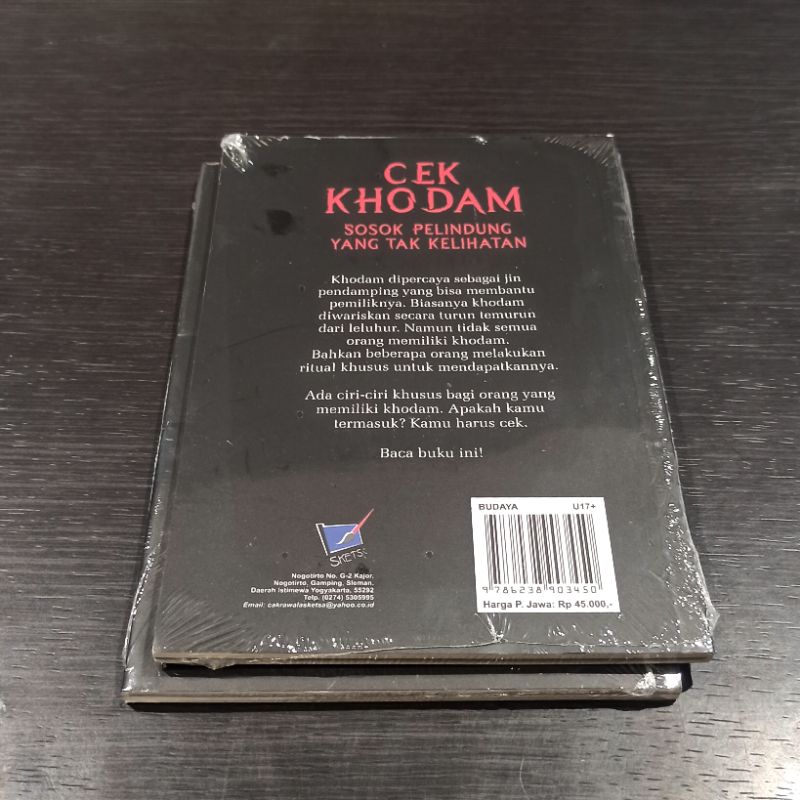 CEK
KHODAM
SOSOK PELINDUNG
YANG TAK KELIHATAN
Khodam dipercaya sebagai jin
pendamping yang bisa membantu
pemiliknya. Biasanya khodam
diwariskan secara turun temurun
dari leluhur. Namun tidak semua
orang memiliki khodam.
Bahkan beberapa orang melakukan
ritual khusus untuk mendapatkannya.
Ada ciri-ciri khusus bagi orang yang
memiliki khodam. Apakah kamu
termasuk? Kamu harus cek.
Baca buku ini!
SKETSA
Nogotirto No. G-2 Kajor,
Nogotirto, Gamping, Sleman,
Daerah Istimewa Yogyakarta, 55292
Telp. (0274) 5305995
Email: cakrawalasketsa@yahoo.co.id
BUDAYA U17+
9 786238 903450
Harga P. Jawa: Rp 45.000,-